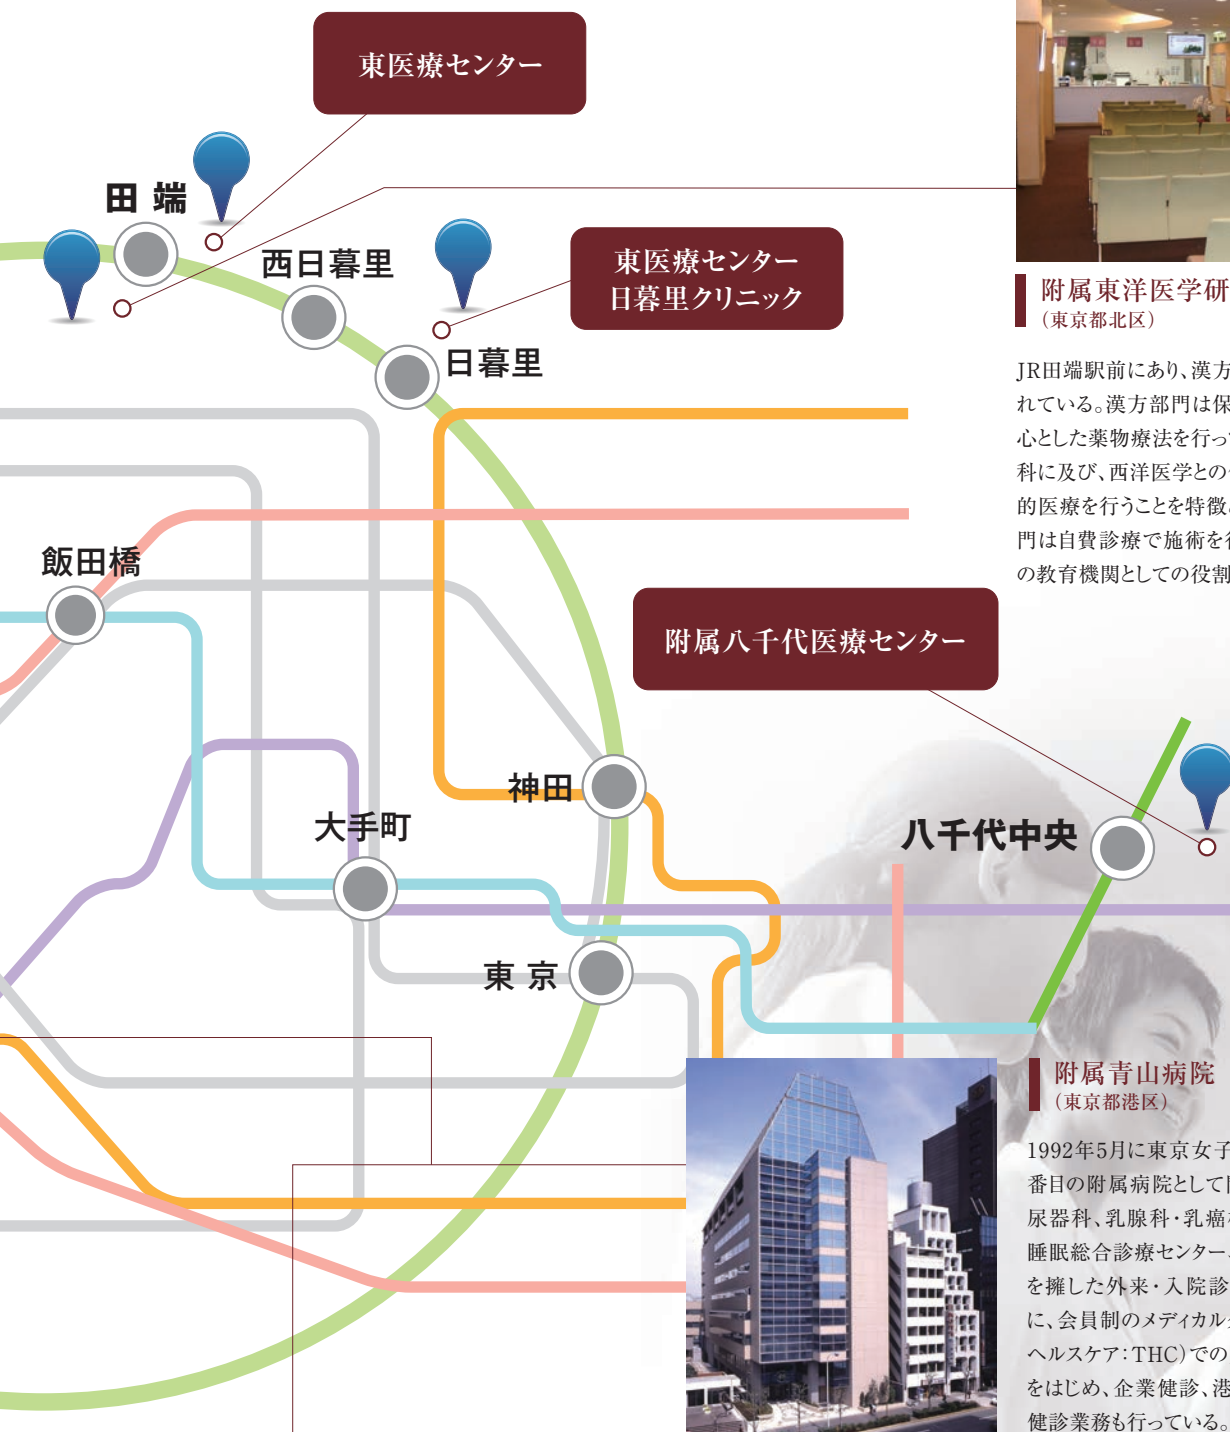 東医療センター
田端
西日暮里
東医療センター
日暮里クリニック
日暮里
附属東洋医学研
（東京都北区）
JR田端駅前にあり、漢方
れている。漢方部門は保
心とした薬物療法を行っ
科に及び、西洋医学との
的医療を行うことを特徴
門は自費診療で施術を
の教育機関としての役割
飯田橋
附属八千代医療センター
神田
大手町
八千代中央
東京
附属青山病院
（東京都港区）
1992年5月に東京女子
番目の附属病院として
尿器科、乳腺科・乳癌
睡眠総合診療センター
を擁した外来・入院診
に、会員制のメディカル
ヘルスケア：THC）での
をはじめ、企業健診、港
健診業務も行っている。